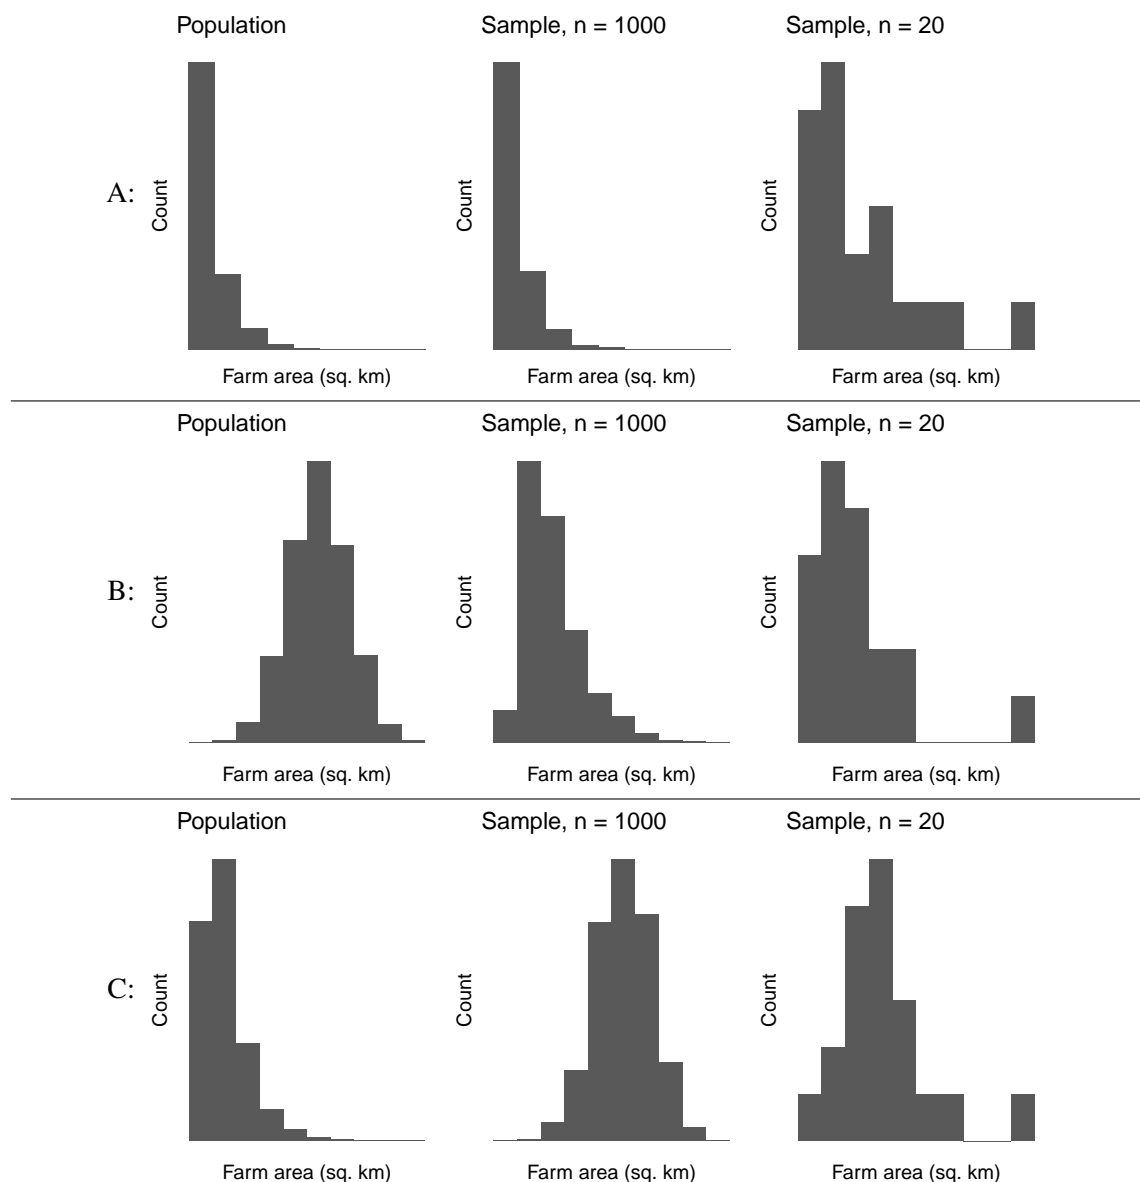 Population Sample, n = 1000 Sample, n = 20
A: Count Count Count
Farm area (sq. km) Farm area (sq. km) Farm area (sq. km)
Population Sample, n = 1000 Sample, n = 20
B: Count Count Count
Farm area (sq. km) Farm area (sq. km) Farm area (sq. km)
Population Sample, n = 1000 Sample, n = 20
C: Count Count Count
Farm area (sq. km) Farm area (sq. km) Farm area (sq. km)